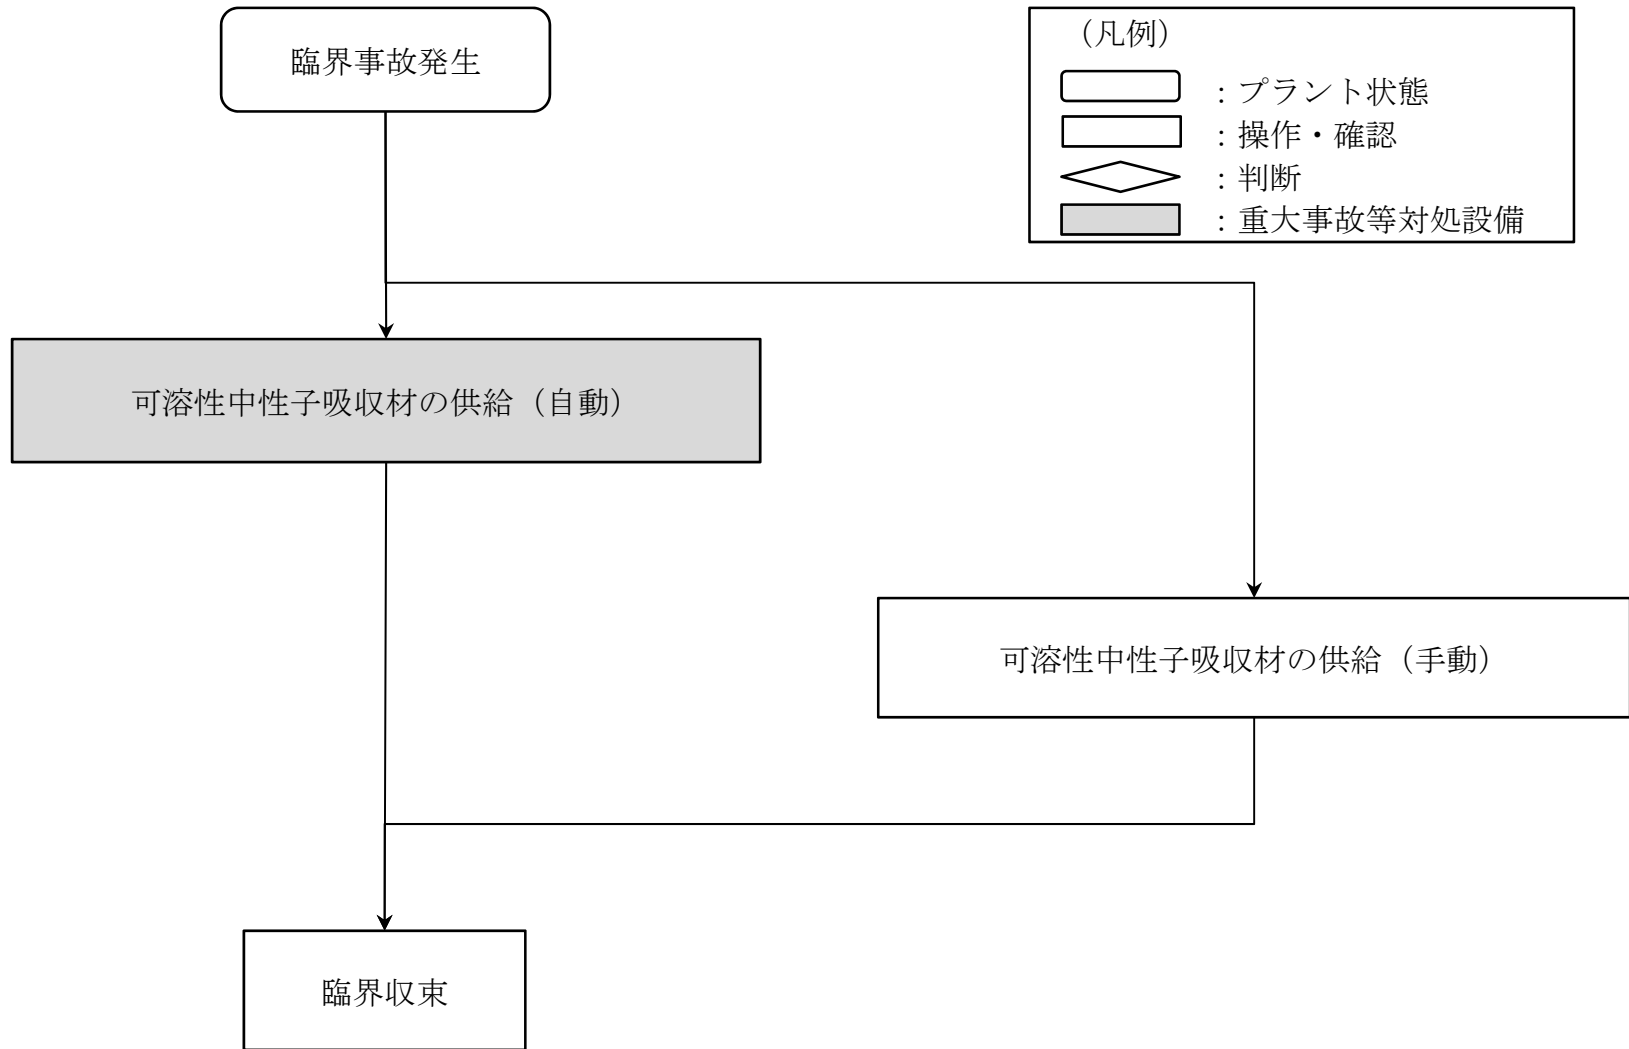 臨界事故発生
（凡例）
：プラント状態
：操作・確認
：判断
：重大事故等対処設備
可溶性中性子吸収材の供給（自動）
可溶性中性子吸収材の供給（手動）
臨界収束